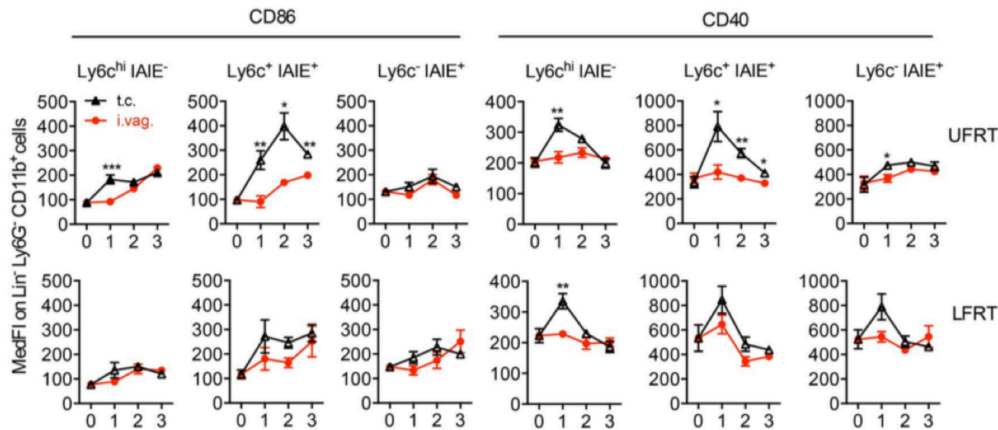 CD86 CD40
Ly6c^hi IAIE^- Ly6c^+ IAIE^+ Ly6c^- IAIE^+ Ly6c^hi IAIE^- Ly6c^+ IAIE^+ Ly6c^- IAIE^+
MedFI on Lin^- Ly6G^- CD11b^+ cells
t.c.
i.vag.
500 400 300 200 100 0
***
0 1 2 3
500 400 300 200 100 0
** * **
0 1 2 3
500 400 300 200 100 0
0 1 2 3
400 300 200 100 0
**
0 1 2 3
1000 800 600 400 200 0
* ** *
0 1 2 3
1000 800 600 400 200 0
*
0 1 2 3
UFRT
500 400 300 200 100 0
0 1 2 3
500 400 300 200 100 0
0 1 2 3
500 400 300 200 100 0
0 1 2 3
400 300 200 100 0
**
0 1 2 3
1000 800 600 400 200 0
0 1 2 3
1000 800 600 400 200 0
0 1 2 3
LFRT